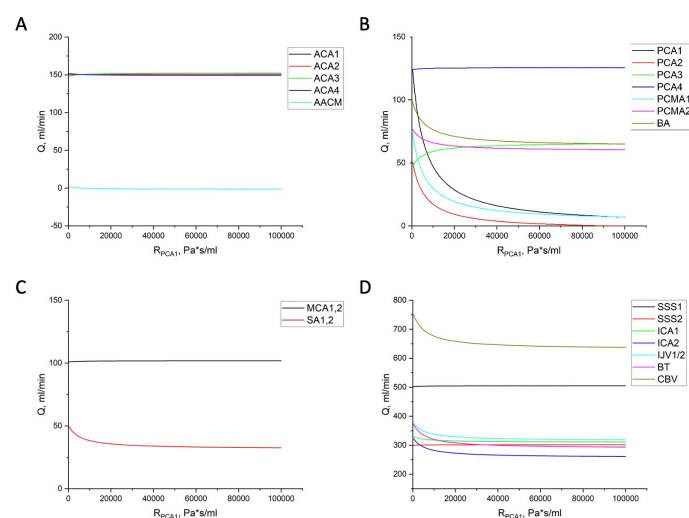 A
200
150
100
50
0
-50
Q, ml/min
0 20000 40000 60000 80000 100000
R_PCA1, Pa*s/ml
ACA1
ACA2
ACA3
ACA4
AACM
B
150
100
50
0
Q, ml/min
0 20000 40000 60000 80000 100000
R_PCA1, Pa*s/ml
PCA1
PCA2
PCA3
PCA4
PCMA1
PCMA2
BA
C
150
100
50
0
Q, ml/min
0 20000 40000 60000 80000 100000
R_PCA1, Pa*s/ml
MCA1,2
SA1,2
D
800
700
600
500
400
300
200
Q, ml/min
0 20000 40000 60000 80000 100000
R_PCA1, Pa*s/ml
SSS1
SSS2
ICA1
ICA2
IJV1/2
BT
CBV